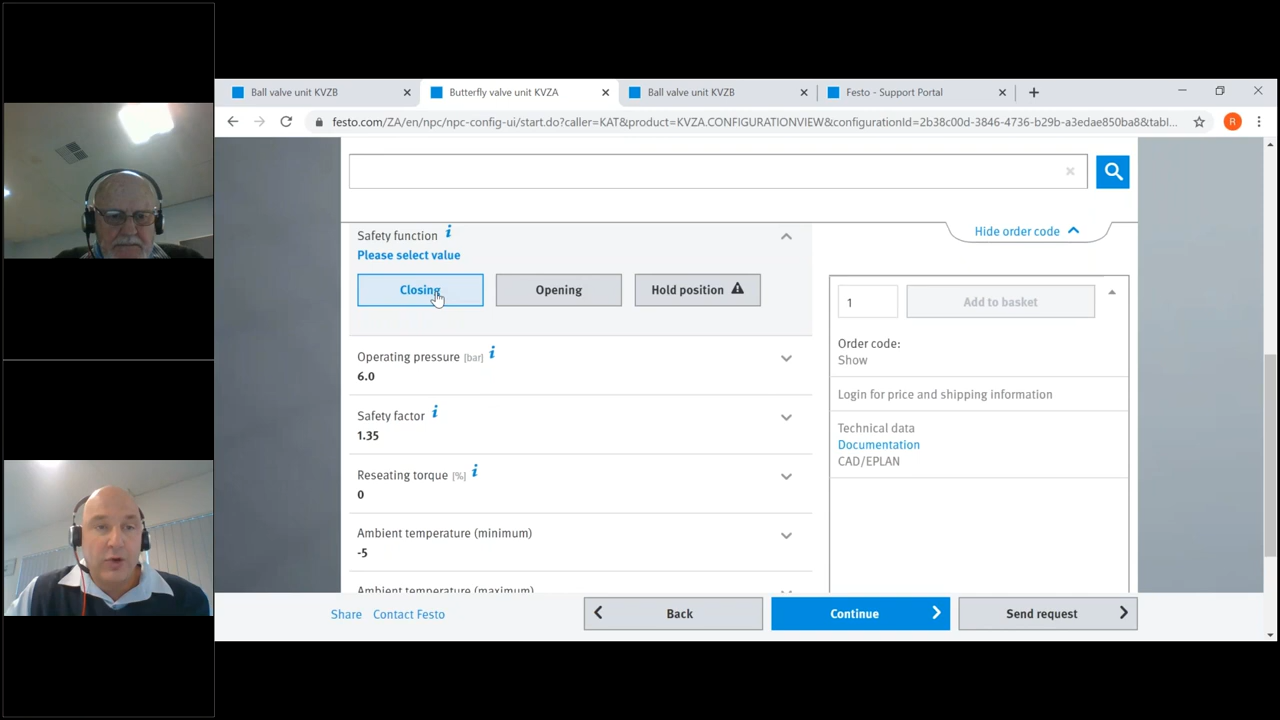 Ball valve unit KVZB
Butterfly valve unit KVZA
Ball valve unit KVZB
Festo - Support Portal
festo.com/ZA/en/npc/npc-config-ui/start.do?caller=KAT&product=KVZA.CONFIGURATIONVIEW&configurationId=2b38c00d-3846-4736-b29b-a3edae850ba8&tabl...
R
Hide order code
Safety function i
Please select value
Closing
Opening
Hold position
1
Add to basket
Order code:
Show
Operating pressure [bar] i
6.0
Login for price and shipping information
Safety factor i
1.35
Technical data
Documentation
CAD/EPLAN
Reseating torque [%] i
0
Ambient temperature (minimum)
-5
Ambient temperature (maximum)
Share
Contact Festo
Back
Continue
Send request